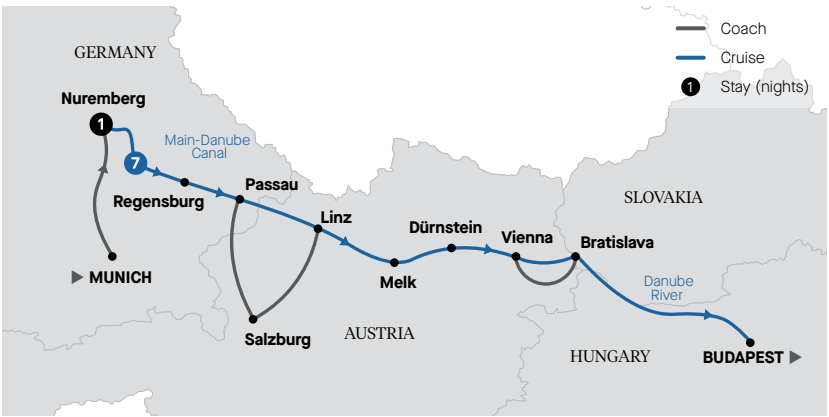 Coach
Cruise
1 Stay (nights)
GERMANY
Nuremberg
1
7
Main-Danube
Canal
Regensburg
Passau
MUNICH
Linz
Salzburg
Melk
Dürnstein
Vienna
Bratislava
SLOVAKIA
AUSTRIA
Danube
River
HUNGARY
BUDAPEST